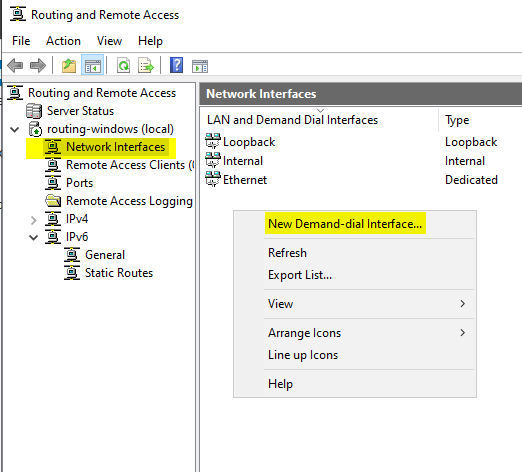 Routing and Remote Access
File Action View Help
Routing and Remote Access
Server Status
routing-windows (local)
Network Interfaces
Remote Access Clients (
Ports
Remote Access Logging
IPv4
IPv6
General
Static Routes
Network Interfaces
LAN and Demand Dial Interfaces Type
Loopback Loopback
Internal Internal
Ethernet Dedicated
New Demand-dial Interface...
Refresh
Export List...
View
Arrange Icons
Line up Icons
Help